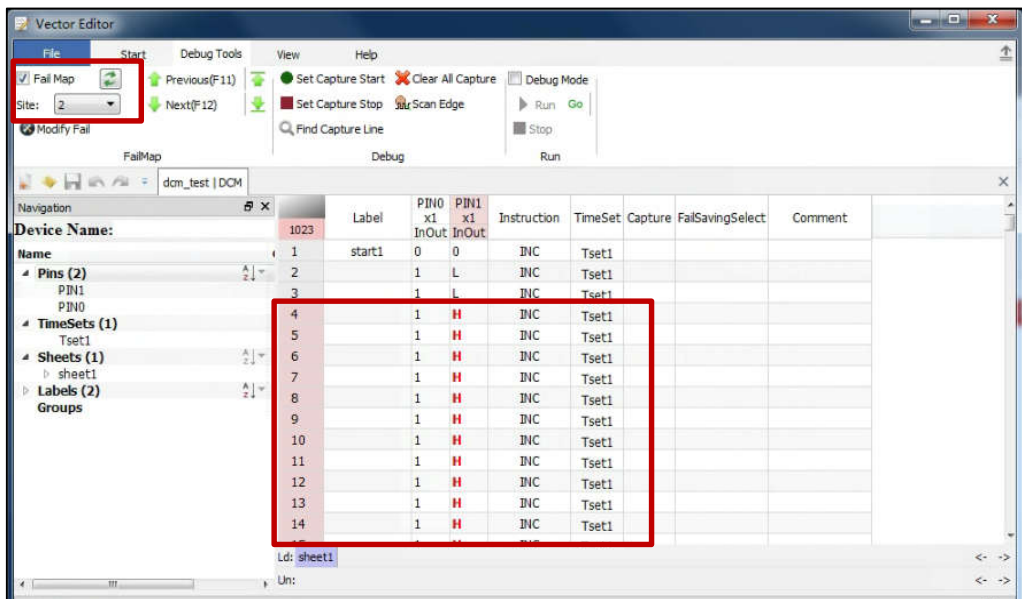 Vector Editor
File Start Debug Tools View Help
Fail Map Previous(F11) Set Capture Start Clear All Capture Debug Mode
Site: 2 Next(F12) Set Capture Stop Scan Edge Run Go
Modify Fail Find Capture Line Stop
FailMap Debug Run
dcm_test | DCM
Navigation
Device Name:
Name
Pins (2)
PIN1
PIN0
TimeSets (1)
Tset1
Sheets (1)
sheet1
Labels (2)
Groups
1023 Label PIN0 x1 InOut PIN1 x1 InOut Instruction TimeSet Capture FailSavingSelect Comment
1 start1 0 0 INC Tset1
2 1 L INC Tset1
3 1 L INC Tset1
4 1 H INC Tset1
5 1 H INC Tset1
6 1 H INC Tset1
7 1 H INC Tset1
8 1 H INC Tset1
9 1 H INC Tset1
10 1 H INC Tset1
11 1 H INC Tset1
12 1 H INC Tset1
13 1 H INC Tset1
14 1 H INC Tset1
Ld: sheet1 <- ->
Un: <- ->